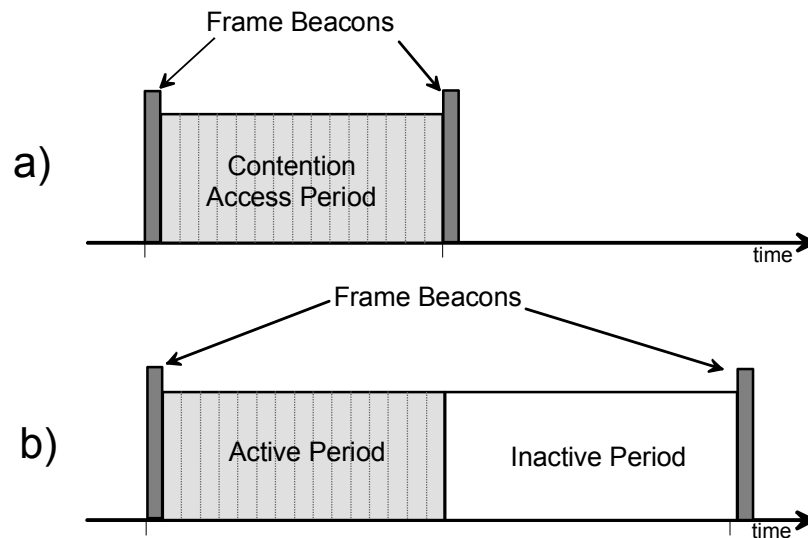 Frame Beacons
a)
Contention
Access Period
time
Frame Beacons
b)
Active Period
Inactive Period
time